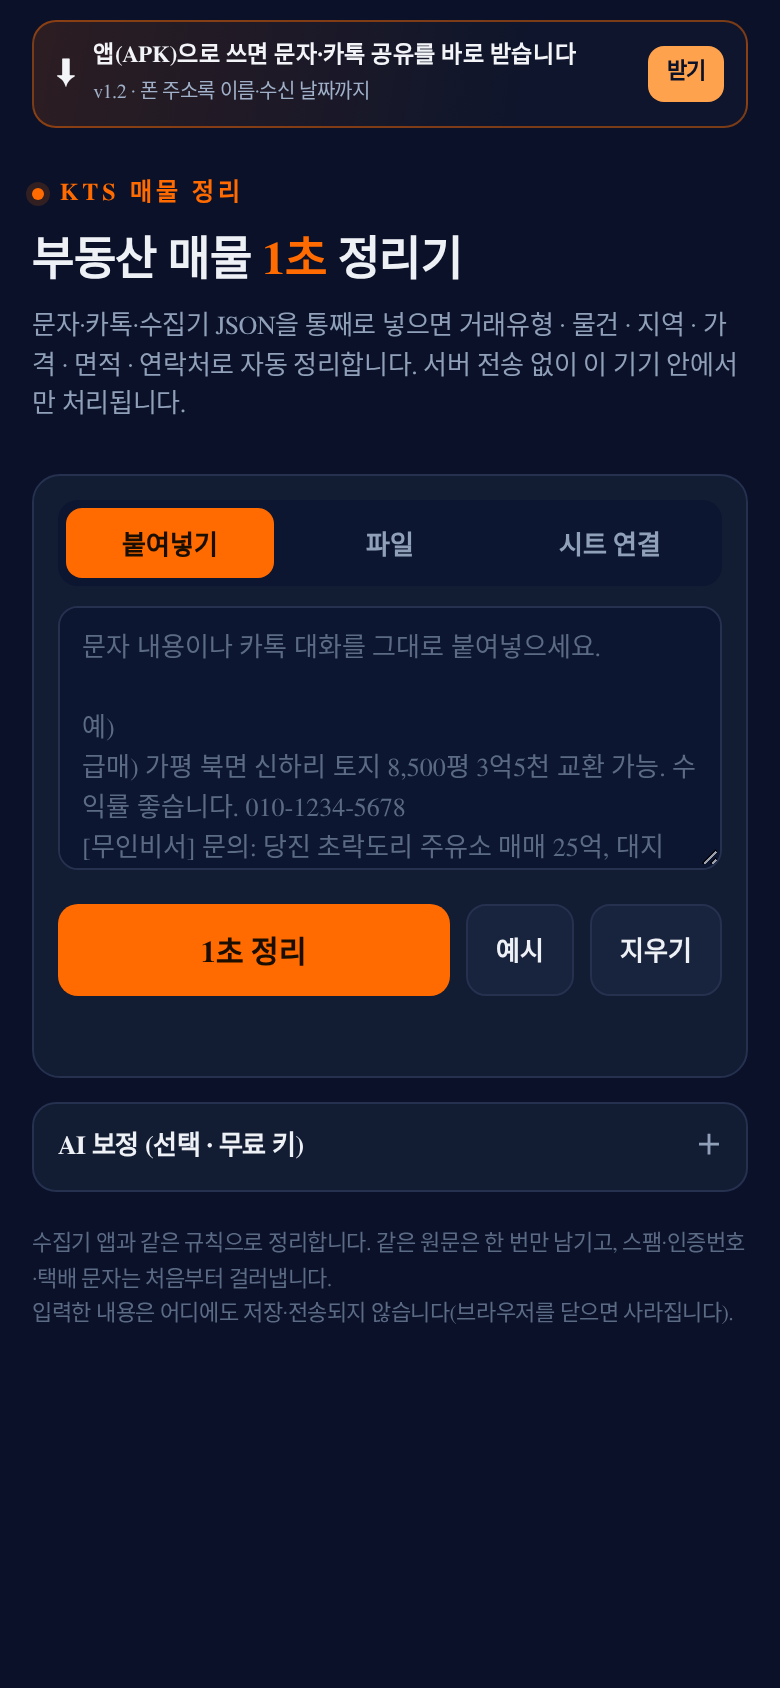 앱(APK)으로 쓰면 문자·카톡 공유를 바로 받습니다
v1.2 · 폰 주소록 이름·수신 날짜까지
받기
KTS 매물 정리
부동산 매물 1초 정리기
문자·카톡·수집기 JSON을 통째로 넣으면 거래유형 · 물건 · 지역 · 가
격 · 면적 · 연락처로 자동 정리합니다. 서버 전송 없이 이 기기 안에서
만 처리됩니다.
붙여넣기 파일 시트 연결
문자 내용이나 카톡 대화를 그대로 붙여넣으세요.
예)
급매) 가평 북면 신하리 토지 8,500평 3억5천 교환 가능. 수
익률 좋습니다. 010-1234-5678
[무인비서] 문의: 당진 초락도리 주유소 매매 25억, 대지
1초 정리 예시 지우기
AI 보정 (선택 · 무료 키) +
수집기 앱과 같은 규칙으로 정리합니다. 같은 원문은 한 번만 남기고, 스팸·인증번호
·택배 문자는 처음부터 걸러냅니다.
입력한 내용은 어디에도 저장·전송되지 않습니다(브라우저를 닫으면 사라집니다).